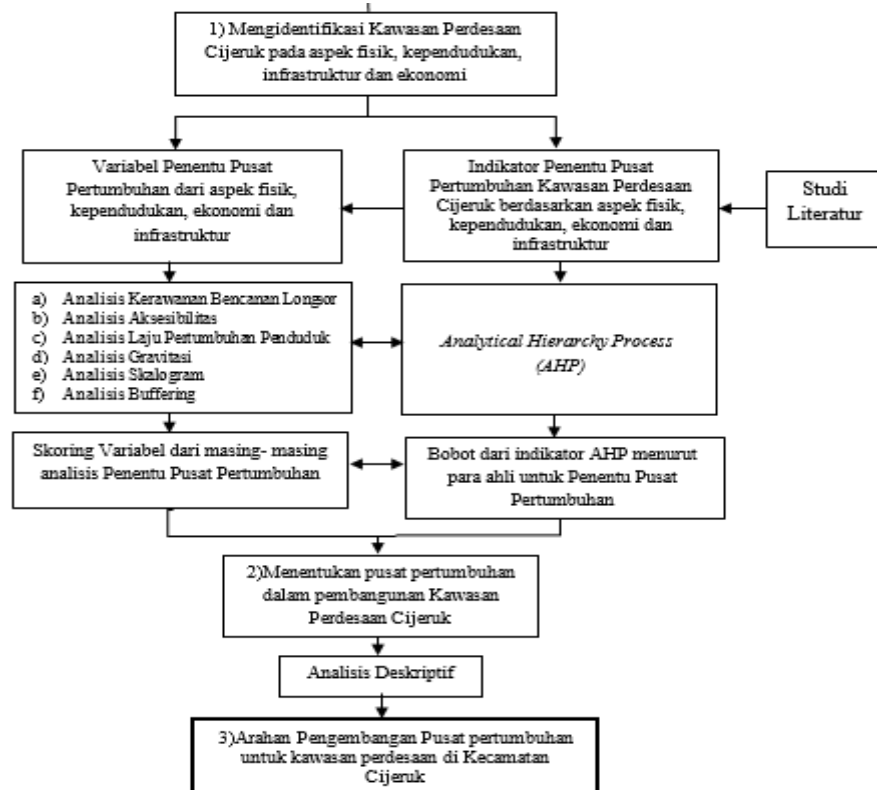 1) Mengidentifikasi Kawasan Perdesaan
Cijeruk pada aspek fisik, kependudukan,
infrastruktur dan ekonomi
Variabel Penentu Pusat
Pertumbuhan dari aspek fisik,
kependudukan, ekonomi dan
infrastruktur
Indikator Penentu Pusat
Pertumbuhan Kawasan Perdesaan
Cijeruk berdasarkan aspek fisik,
kependudukan, ekonomi dan
infrastruktur
Studi
Literatur
a) Analisis Kerawanan Bencanan Longsor
b) Analisis Aksesibilitas
c) Analisis Laju Pertumbuhan Penduduk
d) Analisis Gravitasi
e) Analisis Skalogram
f) Analisis Buffering
Analytical Hierarchy Process
(AHP)
Skoring Variabel dari masing- masing
analisis Penentu Pusat Pertumbuhan
Bobot dari indikator AHP menurut
para ahli untuk Penentu Pusat
Pertumbuhan
2)Menentukan pusat pertumbuhan
dalam pembangunan Kawasan
Perdesaan Cijeruk
Analisis Deskriptif
3)Arahan Pengembangan Pusat pertumbuhan
untuk kawasan perdesaan di Kecamatan
Cijeruk